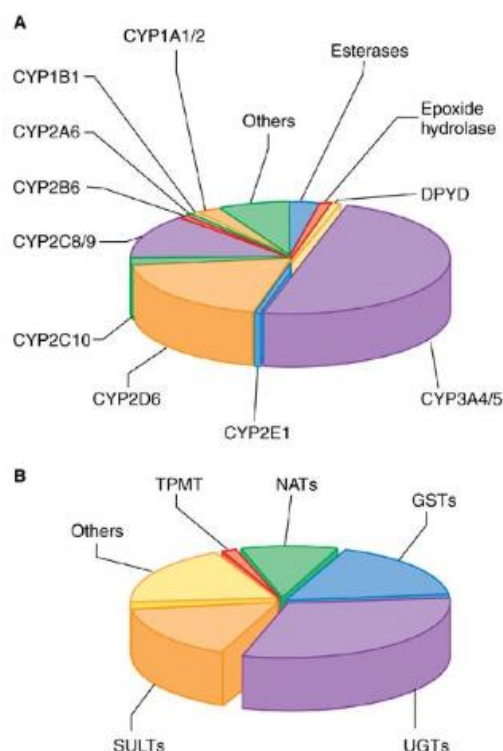 A
CYP1A1/2
Esterases
CYP1B1
Epoxide
hydrolase
CYP2A6
Others
DPYD
CYP2B6
CYP2C8/9
CYP2C10
CYP2D6
CYP2E1
CYP3A4/5
B
TPMT
NATs
GSTs
Others
SULTs
UGTs